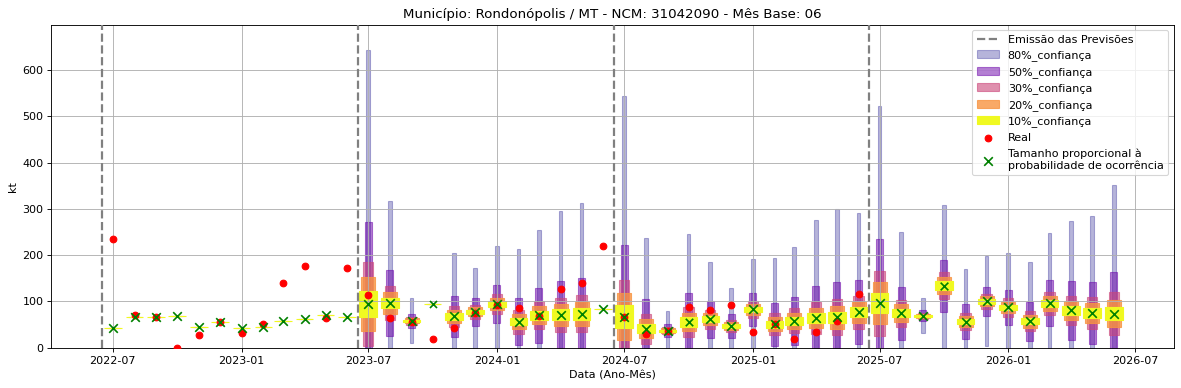 Município: Rondonópolis / MT - NCM: 31042090 - Mês Base: 06
Emissão das Previsões
80%_confiança
50%_confiança
30%_confiança
20%_confiança
10%_confiança
Real
Tamanho proporcional à
probabilidade de ocorrência
600
500
400
300
200
100
0
kt
2022-07
2023-01
2023-07
2024-01
2024-07
2025-01
2025-07
2026-01
2026-07
Data (Ano-Mês)